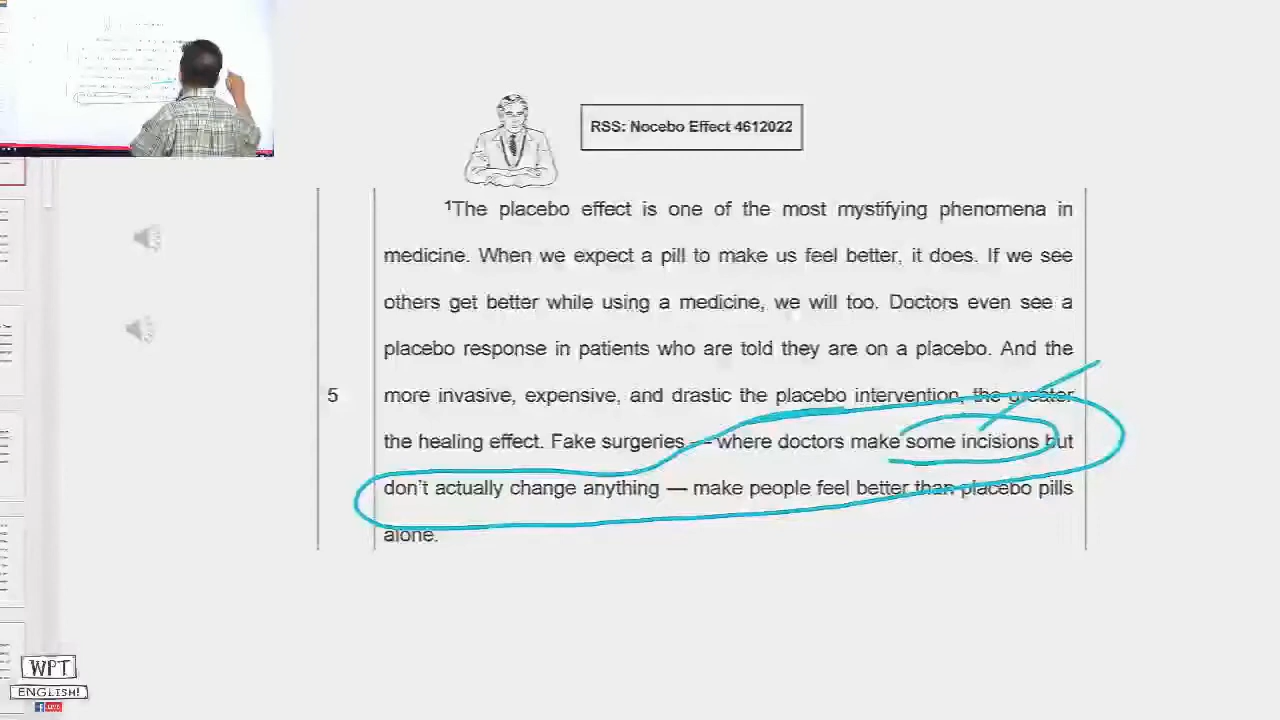 RSS: Nocebo Effect 4612022
¹The placebo effect is one of the most mystifying phenomena in
medicine. When we expect a pill to make us feel better, it does. If we see
others get better while using a medicine, we will too. Doctors even see a
placebo response in patients who are told they are on a placebo. And the
5 more invasive, expensive, and drastic the placebo intervention, the greater
the healing effect. Fake surgeries — where doctors make some incisions but
don't actually change anything — make people feel better than placebo pills
alone.
WPT
ENGLISH!